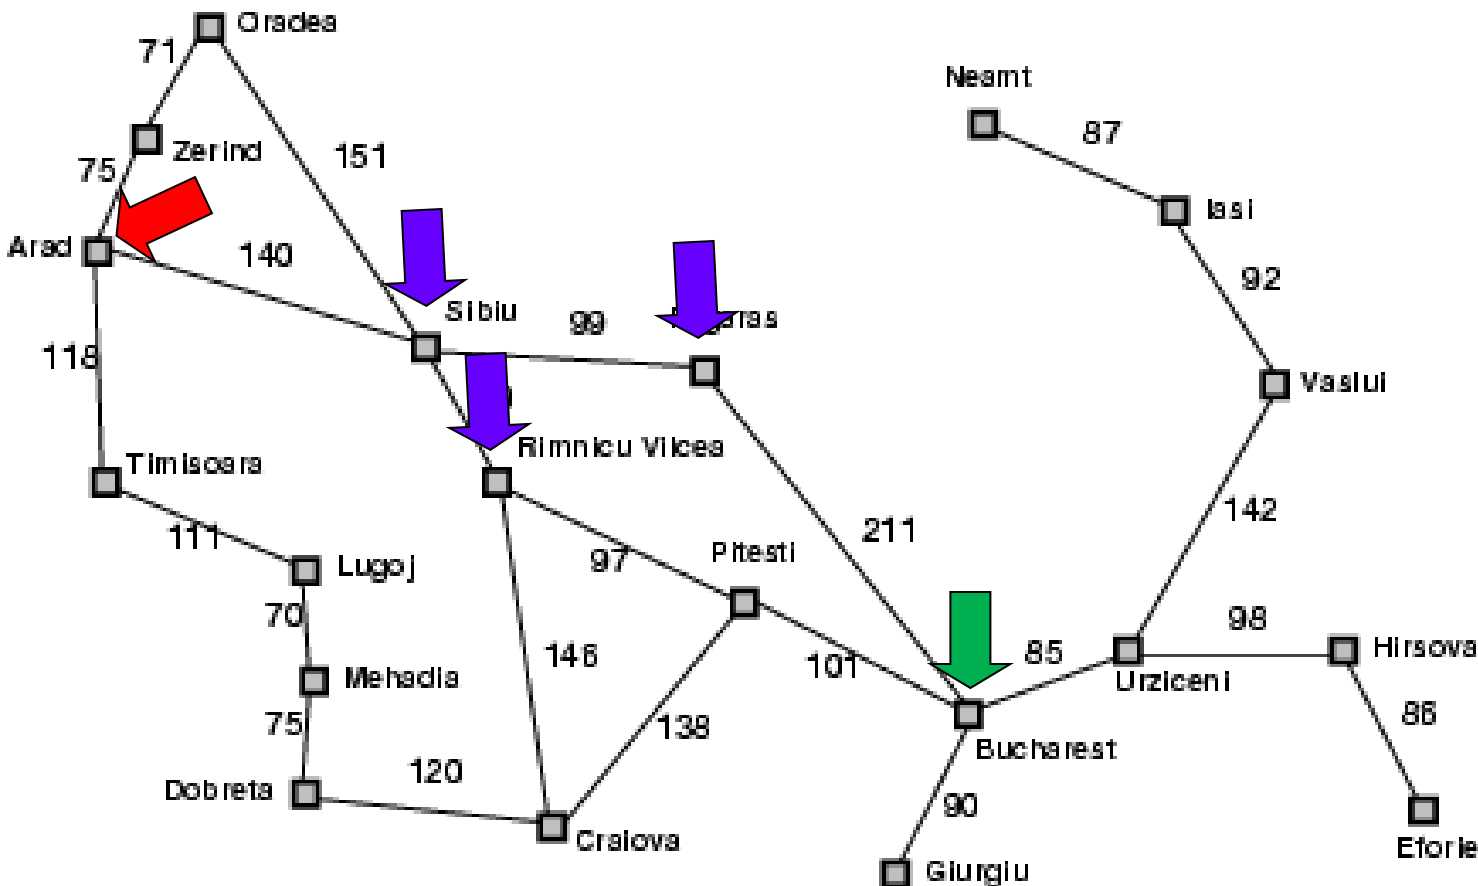 Oradea
71
Neamt
87
Zerind
151
75
Iasi
Arad
140
92
Sibiu
99
118
Vaslui
Rimnicu Vilcea
Timisoara
142
211
111
Pitesti
97
Lugoj
70
98
Hirsova
85
146
101
Mehadia
Urziceni
86
75
138
Bucharest
120
Dobreta
90
Craiova
Eforie
Giurgiu